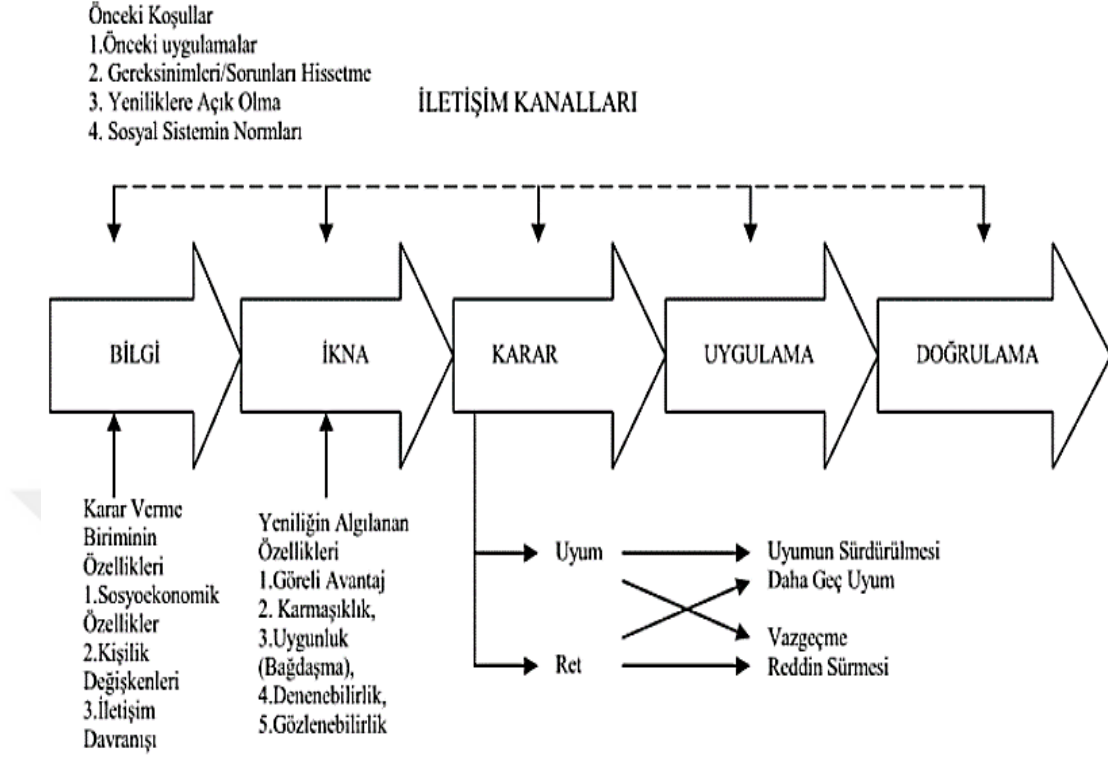 Önceki Koşullar
1.Önceki uygulamalar
2. Gereksinimleri/Sorunları Hissetme
3. Yeniliklere Açık Olma
4. Sosyal Sistemin Normları
İLETİŞİM KANALLARI
BİLGİ
İKNA
KARAR
UYGULAMA
DOĞRULAMA
Karar Verme
Biriminin
Özellikleri
1.Sosyoekonomik
Özellikler
2.Kişilik
Değişkenleri
3.İletişim
Davranışı
Yeniliğin Algılanan
Özellikleri
1.Göreli Avantaj
2. Karmaşıklık,
3.Uygunluk
(Bağdaşma),
4.Denenebilirlik,
5.Gözlenebilirlik
Uyum
Ret
Uyumun Sürdürülmesi
Daha Geç Uyum
Vazgeçme
Reddin Sürmesi